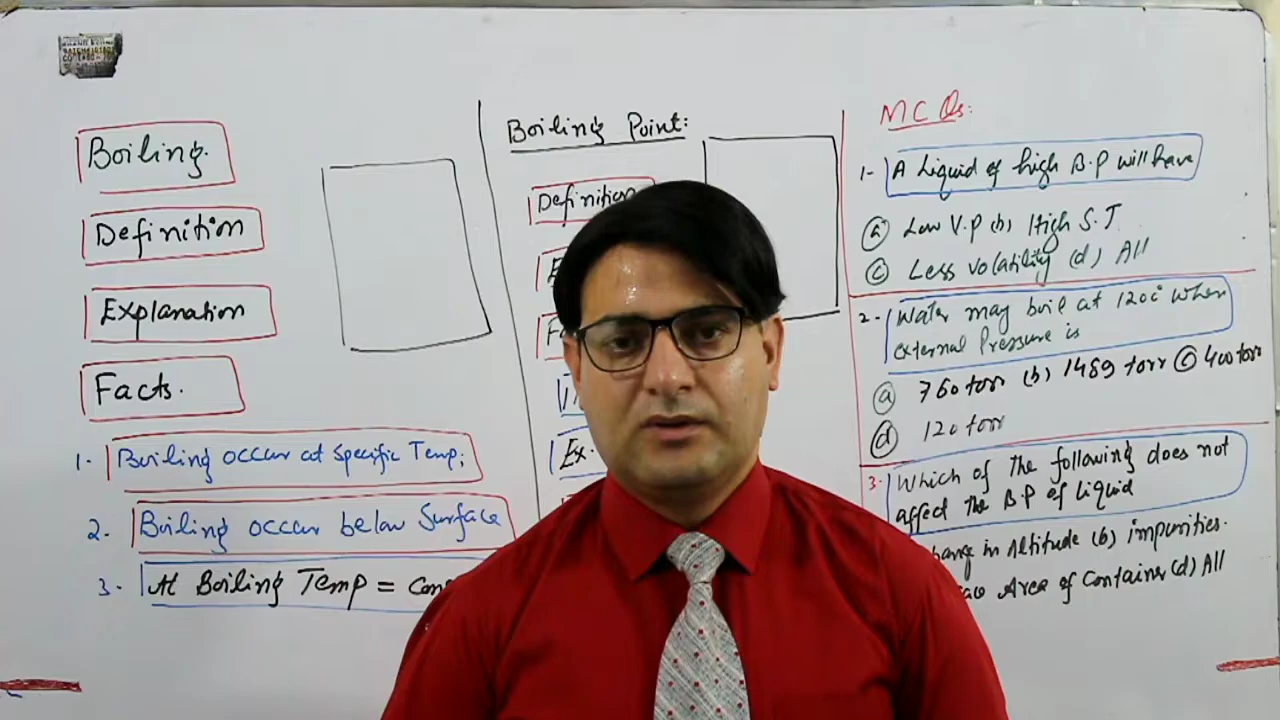 Boiling.
Definition
Explanation
Facts.
1- Boiling occur at Specific Temp;
2. Boiling occur below Surface
3. At Boiling Temp =
Boiling Point:
Definition
Ex.
MCQs:
1- A Liquid of high B.P will have
(a) Low V.P (b) High S.T
(c) Less volatility (d) All
2. Water may boil at 120c° when
external Pressure is
(a) 760 torr (b) 1489 torr (c) 400 torr
(d) 120 torr
3. Which of the following does not
affect the B.P of Liquid
in Altitude (b) impurities.
Area of Container (d) All